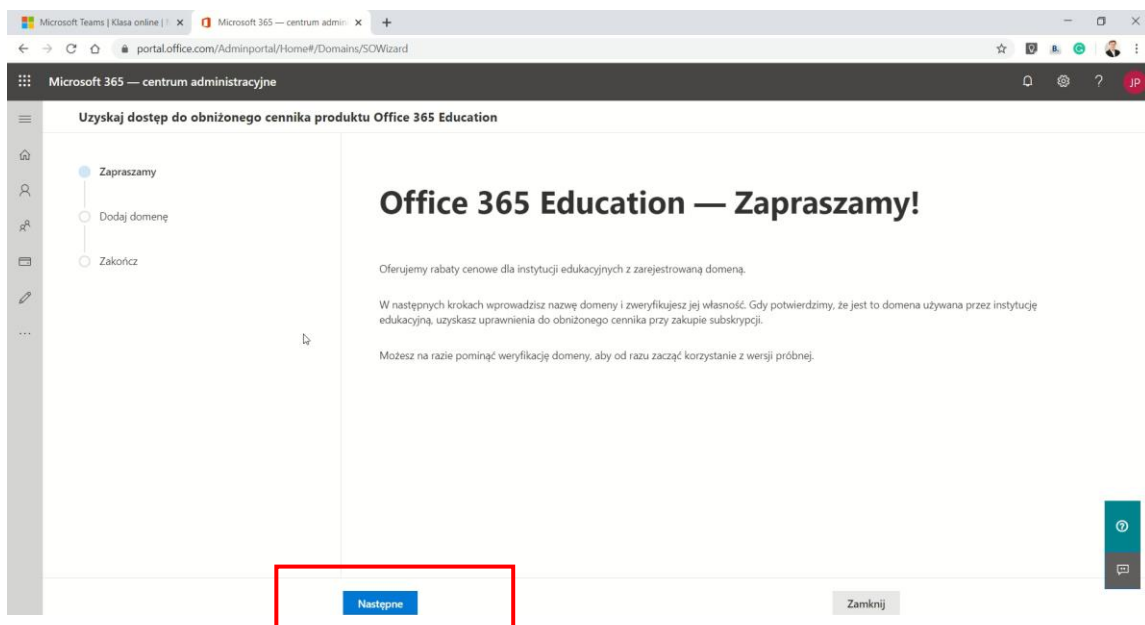 Microsoft Teams | Klasa online |
Microsoft 365 — centrum admin
portal.office.com/Adminportal/Home#/Domains/SOWizard
Microsoft 365 — centrum administracyjne
JP
Uzyskaj dostęp do obniżonego cennika produktu Office 365 Education
Zapraszamy
Dodaj domenę
Zakończ
Office 365 Education — Zapraszamy!
Oferujemy rabaty cenowe dla instytucji edukacyjnych z zarejestrowaną domeną.
W następnych krokach wprowadzisz nazwę domeny i zweryfikujesz jej własność. Gdy potwierdzimy, że jest to domena używana przez instytucję
edukacyjną, uzyskasz uprawnienia do obniżonego cennika przy zakupie subskrypcji.
Możesz na razie pominąć weryfikację domeny, aby od razu zacząć korzystanie z wersji próbnej.
Następne
Zamknij